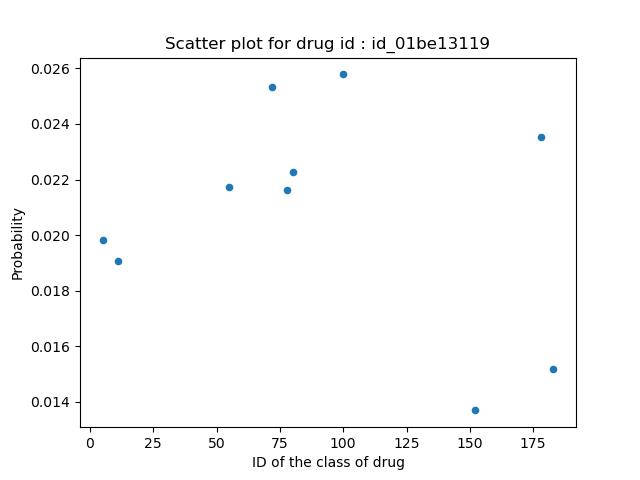 Scatter plot for drug id : id_01be13119
0.026
0.024
0.022
0.020
0.018
0.016
0.014
Probability
0 25 50 75 100 125 150 175
ID of the class of drug